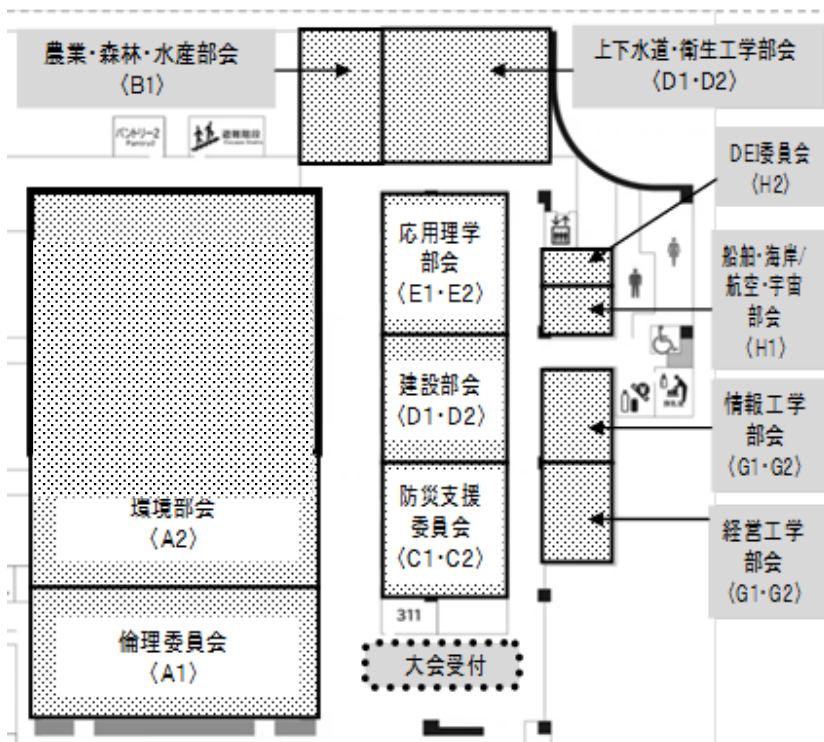 農業・森林・水産部会
〈B1〉
上下水道・衛生工学部会
〈D1・D2〉
パントリー2
Pantry2
避難階段
DEI委員会
〈H2〉
応用理学
部会
〈E1・E2〉
船舶・海岸/
航空・宇宙
部会
〈H1〉
建設部会
〈D1・D2〉
情報工学
部会
〈G1・G2〉
環境部会
〈A2〉
防災支援
委員会
〈C1・C2〉
経営工学
部会
〈G1・G2〉
311
倫理委員会
〈A1〉
大会受付